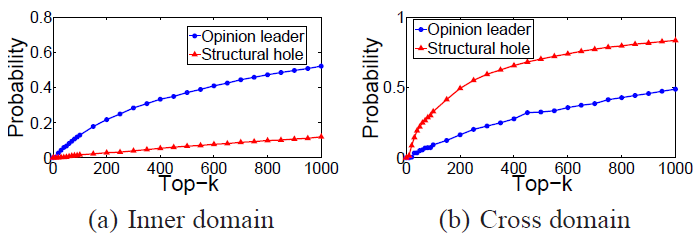 0.8
0.6
0.4
0.2
0
Probability
Opinion leader
Structural hole
0 200 400 600 800 1000
Top-k
(a) Inner domain
1
0.5
0
Probability
Opinion leader
Structural hole
0 200 400 600 800 1000
Top-k
(b) Cross domain